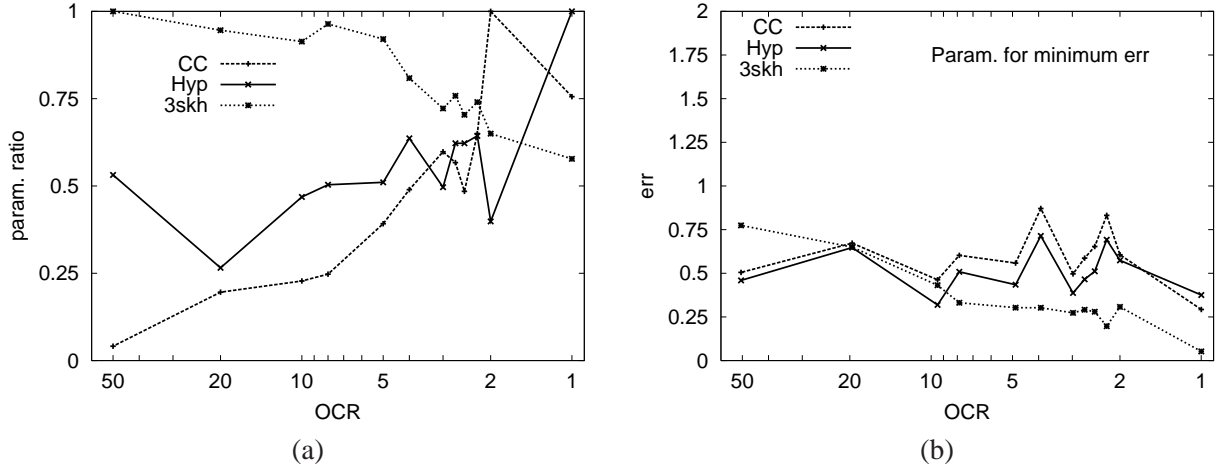 1
0.75
0.5
0.25
0
param. ratio
CC
Hyp
3skh
50 20 10 5 2 1
OCR
(a)
2
1.75
1.5
1.25
1
0.75
0.5
0.25
0
err
CC
Hyp
3skh
Param. for minimum err
50 20 10 5 2 1
OCR
(b)